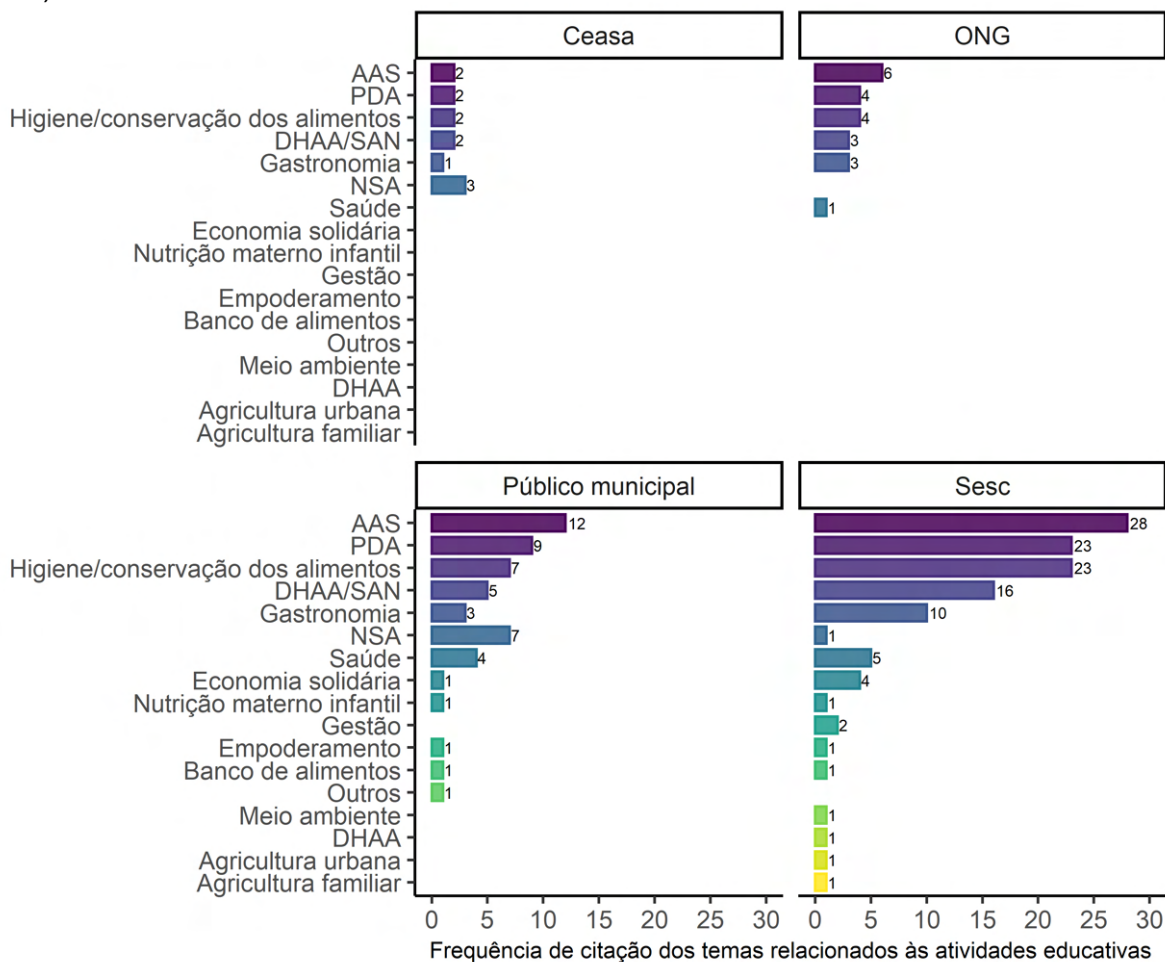 Ceasa
ONG
AAS 2 6
PDA 2 4
Higiene/conservação dos alimentos 2 4
DHAA/SAN 2 3
Gastronomia 1 3
NSA 3
Saúde 1
Economia solidária
Nutrição materno infantil
Gestão
Empoderamento
Banco de alimentos
Outros
Meio ambiente
DHAA
Agricultura urbana
Agricultura familiar
Público municipal
Sesc
AAS 12 28
PDA 9 23
Higiene/conservação dos alimentos 7 23
DHAA/SAN 5 16
Gastronomia 3 10
NSA 7 1
Saúde 4 5
Economia solidária 1 4
Nutrição materno infantil 1 1
Gestão 2
Empoderamento 1 1
Banco de alimentos 1 1
Outros 1
Meio ambiente 1
DHAA 1
Agricultura urbana 1
Agricultura familiar 1
0 5 10 15 20 25 30 0 5 10 15 20 25 30
Frequência de citação dos temas relacionados às atividades educativas